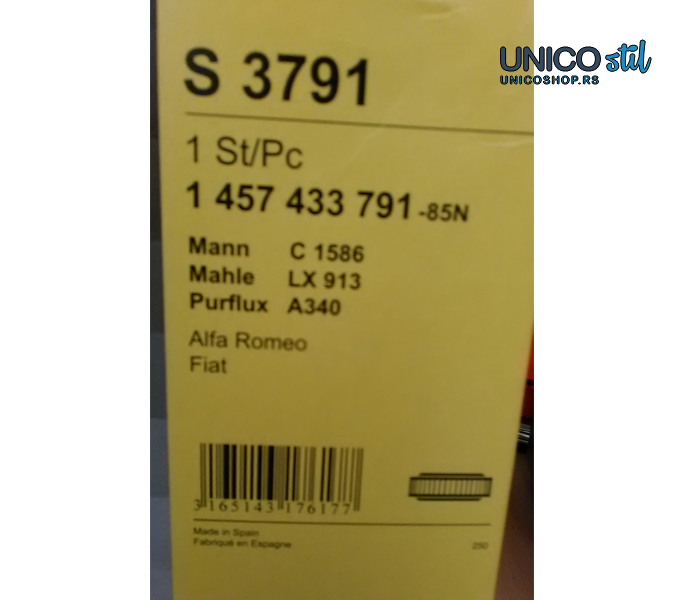 UNICO stil
UNICOSHOP.RS
S 3791
1 St/Pc
1 457 433 791 -85N
Mann C 1586
Mahle LX 913
Purflux A340
Alfa Romeo
Fiat
3 165143 176177
Made in Spain
Fabriqué en Espagne
250